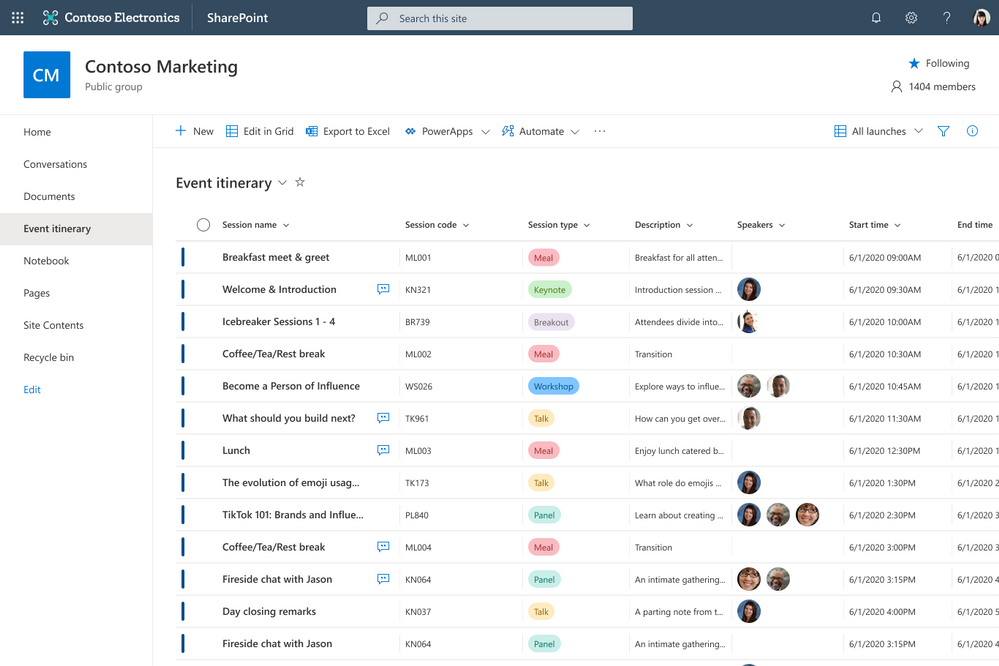 Contoso Electronics SharePoint Search this site ?
CM
Contoso Marketing
Public group
Following
1404 members
Home
Conversations
Documents
Event itinerary
Notebook
Pages
Site Contents
Recycle bin
Edit
New Edit in Grid Export to Excel PowerApps Automate ··· All launches
Event itinerary
Session name Session code Session type Description Speakers Start time End time
Breakfast meet & greet ML001 Meal Breakfast for all atten... 6/1/2020 09:00AM 6/1/2020 0
Welcome & Introduction KN321 Keynote Introduction session ... 6/1/2020 09:30AM 6/1/2020 1
Icebreaker Sessions 1 - 4 BR739 Breakout Attendees divide into... 6/1/2020 10:00AM 6/1/2020 1
Coffee/Tea/Rest break ML002 Meal Transition 6/1/2020 10:30AM 6/1/2020 1
Become a Person of Influence WS026 Workshop Explore ways to influe... 6/1/2020 10:45AM 6/1/2020 1
What should you build next? TK961 Talk How can you get over... 6/1/2020 11:30AM 6/1/2020 1
Lunch ML003 Meal Enjoy lunch catered b... 6/1/2020 12:30PM 6/1/2020 1
The evolution of emoji usag... TK173 Talk What role do emojis ... 6/1/2020 1:30PM 6/1/2020 2
TikTok 101: Brands and Influe... PL840 Panel Learn about creating ... 6/1/2020 2:30PM 6/1/2020 3
Coffee/Tea/Rest break ML004 Meal Transition 6/1/2020 3:00PM 6/1/2020 3
Fireside chat with Jason KN064 Panel An intimate gathering... 6/1/2020 3:15PM 6/1/2020 4
Day closing remarks KN037 Talk A parting note from t... 6/1/2020 4:00PM 6/1/2020 5
Fireside chat with Jason KN064 Panel An intimate gathering... 6/1/2020 3:15PM 6/1/2020 4